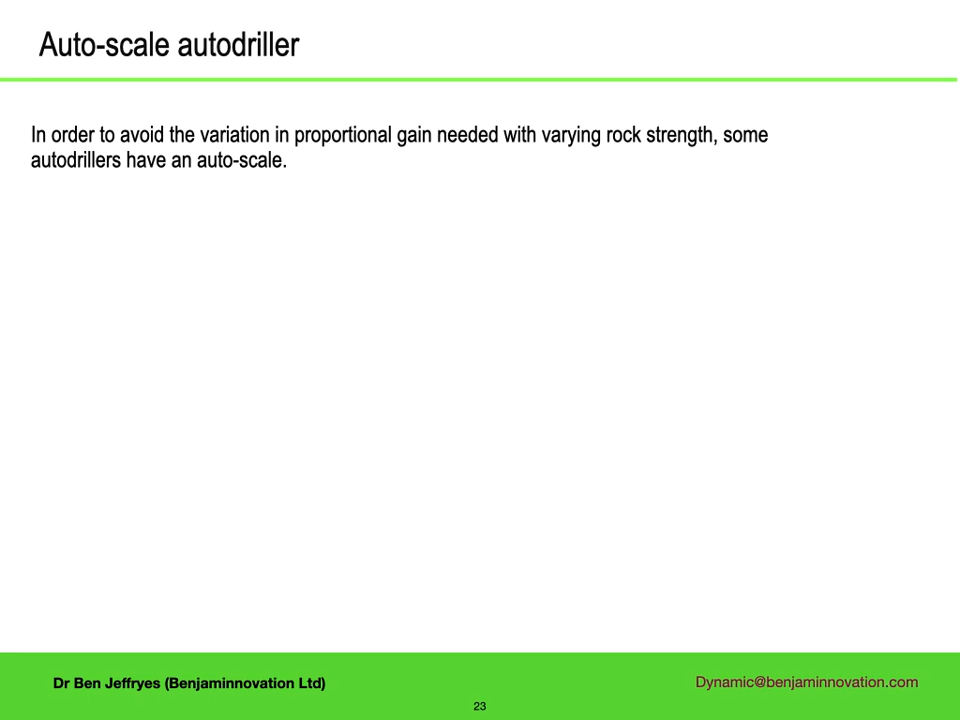 Auto-scale autodriller
In order to avoid the variation in proportional gain needed with varying rock strength, some
autodrillers have an auto-scale.
Dr Ben Jeffryes (Benjaminnovation Ltd)
Dynamic@benjaminnovation.com
23